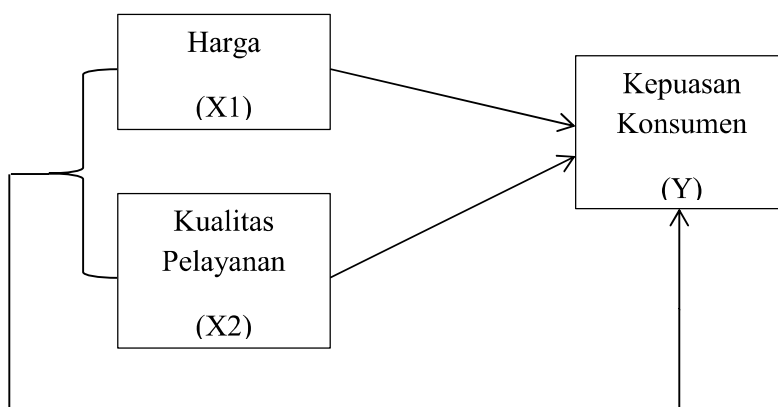 Harga
(X1)
Kualitas
Pelayanan
(X2)
Kepuasan
Konsumen
(Y)